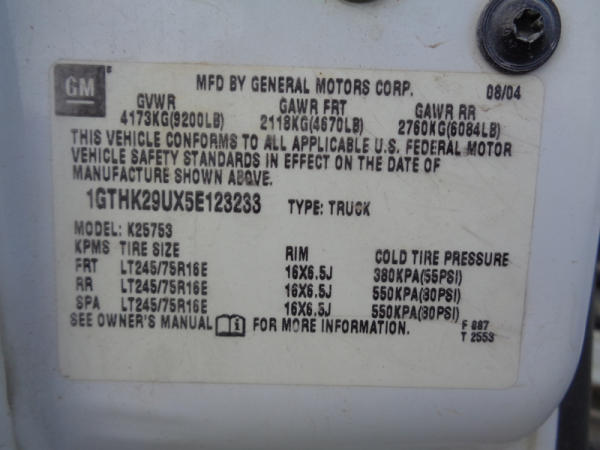 GM
MFD BY GENERAL MOTORS CORP. 08/04
GVWR GAWR FRT GAWR RR
4173KG(9200LB) 2118KG(4670LB) 2760KG(6084LB)
THIS VEHICLE CONFORMS TO ALL APPLICABLE U.S. FEDERAL MOTOR
VEHICLE SAFETY STANDARDS IN EFFECT ON THE DATE OF
MANUFACTURE SHOWN ABOVE.
1GTHK29UX5E123233 TYPE: TRUCK
MODEL: K25753
KPMS TIRE SIZE RIM COLD TIRE PRESSURE
FRT LT245/75R16E 16X6.5J 380KPA(55PSI)
RR LT245/75R16E 16X6.5J 550KPA(80PSI)
SPA LT245/75R16E 16X6.5J 550KPA(80PSI)
SEE OWNER'S MANUAL FOR MORE INFORMATION.
F 887
T 2553